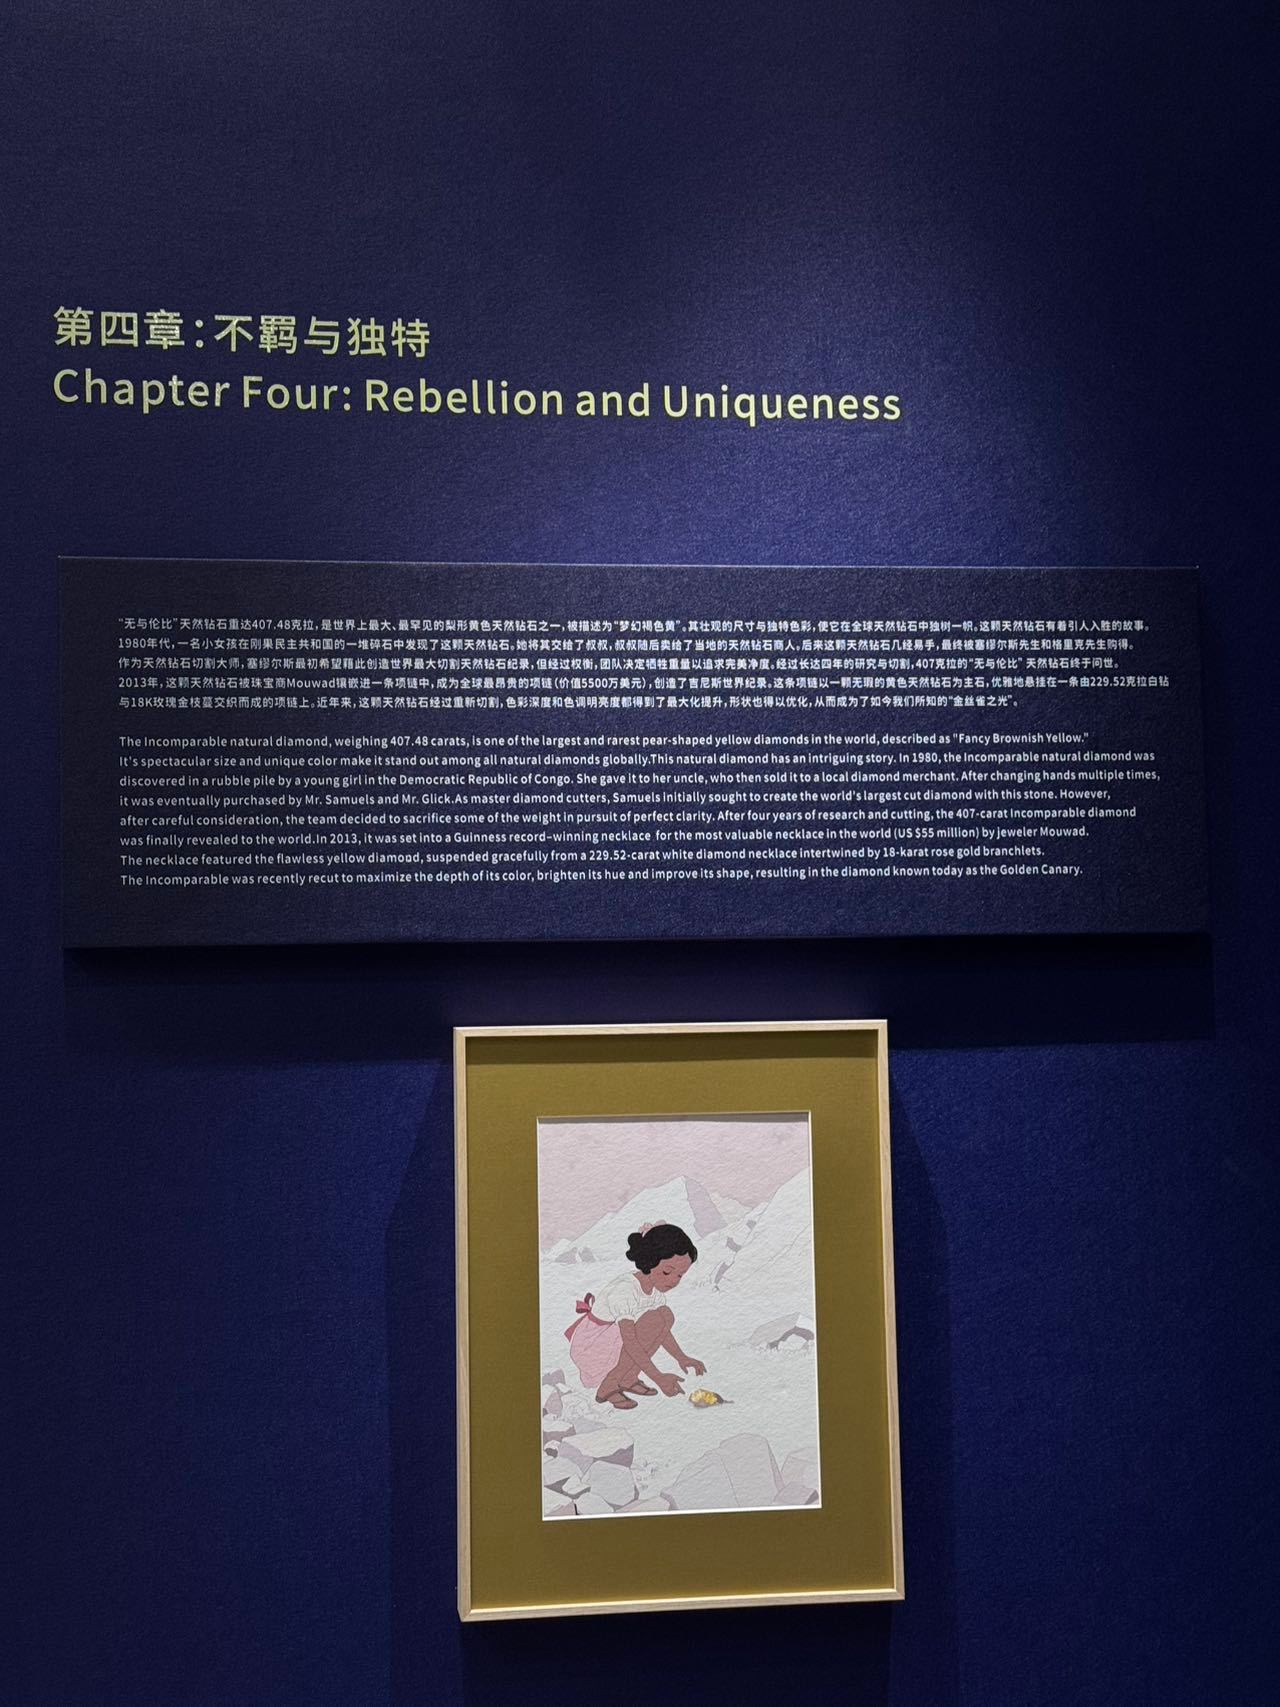 第四章：不羁与独特
Chapter Four: Rebellion and Uniqueness
“无与伦比”天然钻石重达407.48克拉，是世界上最大、最罕见的梨形黄色天然钻石之一，被描述为“梦幻褐色黄”。其壮观的尺寸与独特色彩，使它在全球天然钻石中独树一帜。这颗天然钻石有着引人入胜的故事。
1980年代，一名小女孩在刚果民主共和国的一堆碎石中发现了这颗天然钻石。她将其交给了叔叔，叔叔随后卖给了当地的天然钻石商人。后来这颗天然钻石几经易手，最终被塞缪尔斯先生和格里克先生购得。
作为天然钻石切割大师，塞缪尔斯最初希望藉此创造世界最大切割天然钻石纪录，但经过权衡，团队决定牺牲重量以追求完美净度。经过长达四年的研究与切割，407克拉的“无与伦比” 天然钻石终于问世。
2013年，这颗天然钻石被珠宝商Mouwad镶嵌进一条项链中，成为全球最昂贵的项链（价值5500万美元），创造了吉尼斯世界纪录。这条项链以一颗无瑕的黄色天然钻石为主石，优雅地悬挂在一条由229.52克拉白钻
与18K玫瑰金枝蔓交织而成的项链上。近年来，这颗天然钻石经过重新切割，色彩深度和色调明亮度都得到了最大化提升，形状也得以优化，从而成为了如今我们所知的“金丝雀之光”。
The Incomparable natural diamond, weighing 407.48 carats, is one of the largest and rarest pear-shaped yellow diamonds in the world, described as "Fancy Brownish Yellow."
It's spectacular size and unique color make it stand out among all natural diamonds globally.This natural diamond has an intriguing story. In 1980, the Incomparable natural diamond was
discovered in a rubble pile by a young girl in the Democratic Republic of Congo. She gave it to her uncle, who then sold it to a local diamond merchant. After changing hands multiple times,
it was eventually purchased by Mr. Samuels and Mr. Glick.As master diamond cutters, Samuels initially sought to create the world's largest cut diamond with this stone. However,
after careful consideration, the team decided to sacrifice some of the weight in pursuit of perfect clarity. After four years of research and cutting, the 407-carat Incomparable diamond
was finally revealed to the world.In 2013, it was set into a Guinness record-winning necklace for the most valuable necklace in the world (US $55 million) by jeweler Mouwad.
The necklace featured the flawless yellow diamond, suspended gracefully from a 229.52-carat white diamond necklace intertwined by 18-karat rose gold branchlets.
The Incomparable was recently recut to maximize the depth of its color, brighten its hue and improve its shape, resulting in the diamond known today as the Golden Canary.